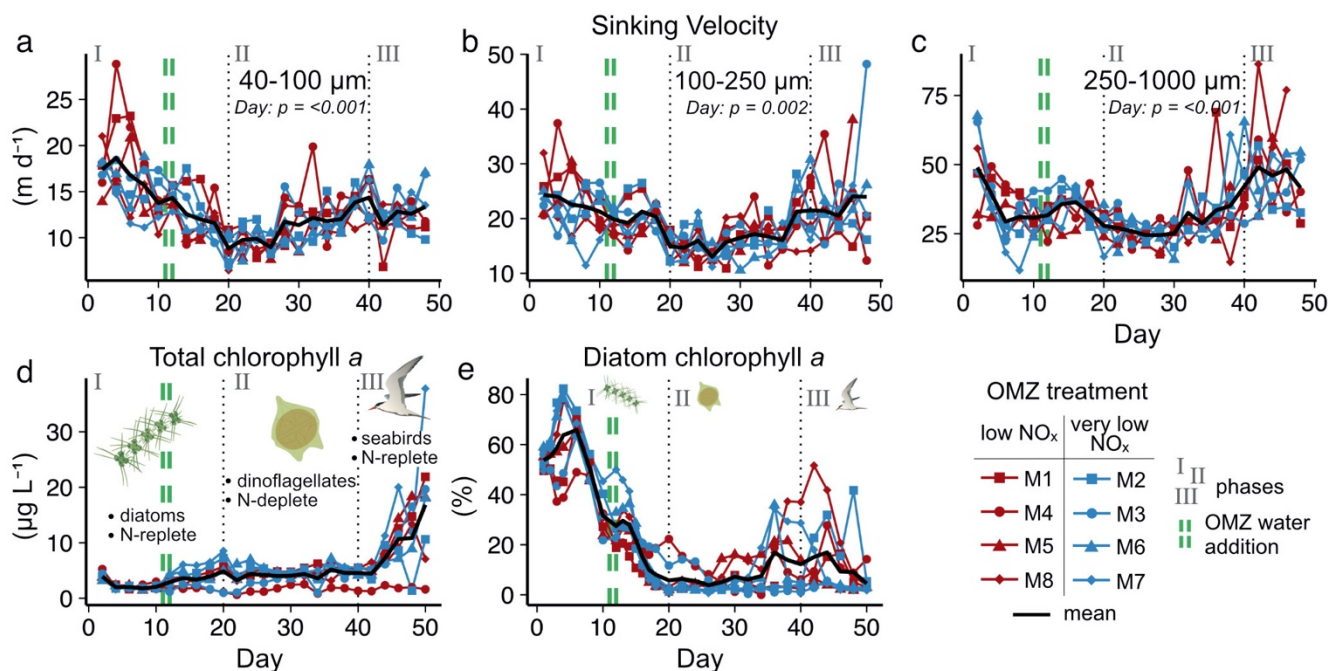 Sinking Velocity
a
I
II
III
40-100 µm
Day: p = <0.001
(m d⁻¹)
25
20
15
10
0 10 20 30 40 50
b
I
II
III
100-250 µm
Day: p = 0.002
50
40
30
20
10
0 10 20 30 40 50
c
I
II
III
250-1000 µm
Day: p = <0.001
75
50
25
0 10 20 30 40 50
Day
Total chlorophyll a
d
I
II
III
• seabirds
• N-replete
• dinoflagellates
• N-deplete
• diatoms
• N-replete
(µg L⁻¹)
30
20
10
0
0 10 20 30 40 50
Day
Diatom chlorophyll a
e
I
II
III
(%)
80
60
40
20
0
0 10 20 30 40 50
Day
OMZ treatment
low NOₓ
very low
NOₓ
M1 M2
M4 M3
M5 M6
M8 M7
mean
I
II
III
phases
OMZ water
addition